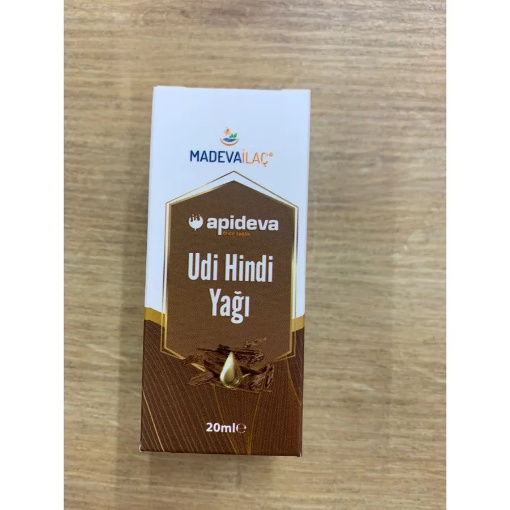 MADEVAİLAÇ®
apideva
Udi Hindi
Yağı
20ml℮